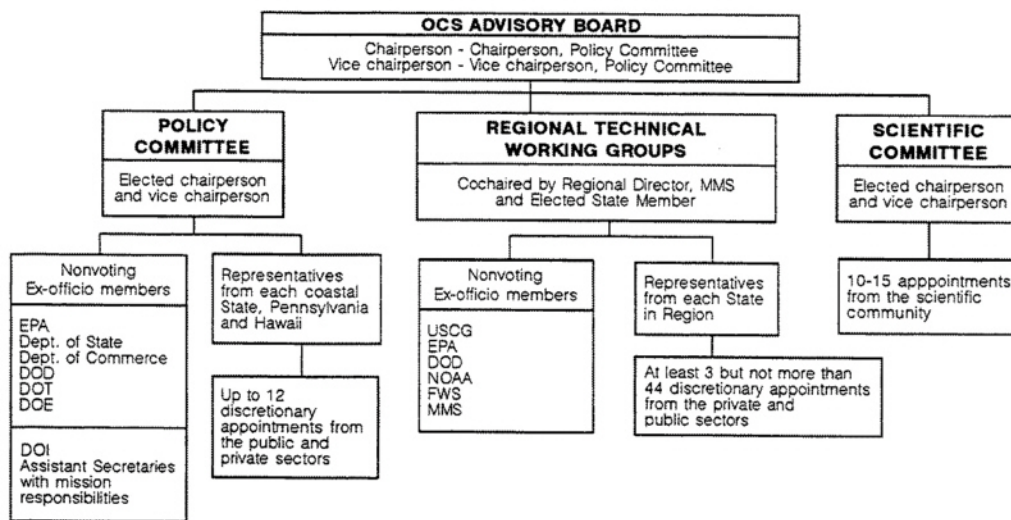 OCS ADVISORY BOARD
Chairperson - Chairperson, Policy Committee
Vice chairperson - Vice chairperson, Policy Committee
POLICY
COMMITTEE
Elected chairperson
and vice chairperson
Nonvoting
Ex-officio members
EPA
Dept. of State
Dept. of Commerce
DOD
DOT
DOE
DOI
Assistant Secretaries
with mission
responsibilities
Representatives
from each coastal
State, Pennsylvania
and Hawaii
Up to 12
discretionary
appointments from
the public and
private sectors
REGIONAL TECHNICAL
WORKING GROUPS
Cochaired by Regional Director, MMS
and Elected State Member
Nonvoting
Ex-officio members
USCG
EPA
DOD
NOAA
FWS
MMS
Representatives
from each State
in Region
At least 3 but not more than
44 discretionary appointments
from the private and
public sectors
SCIENTIFIC
COMMITTEE
Elected chairperson
and vice chairperson
10-15 apppointments
from the scientific
community